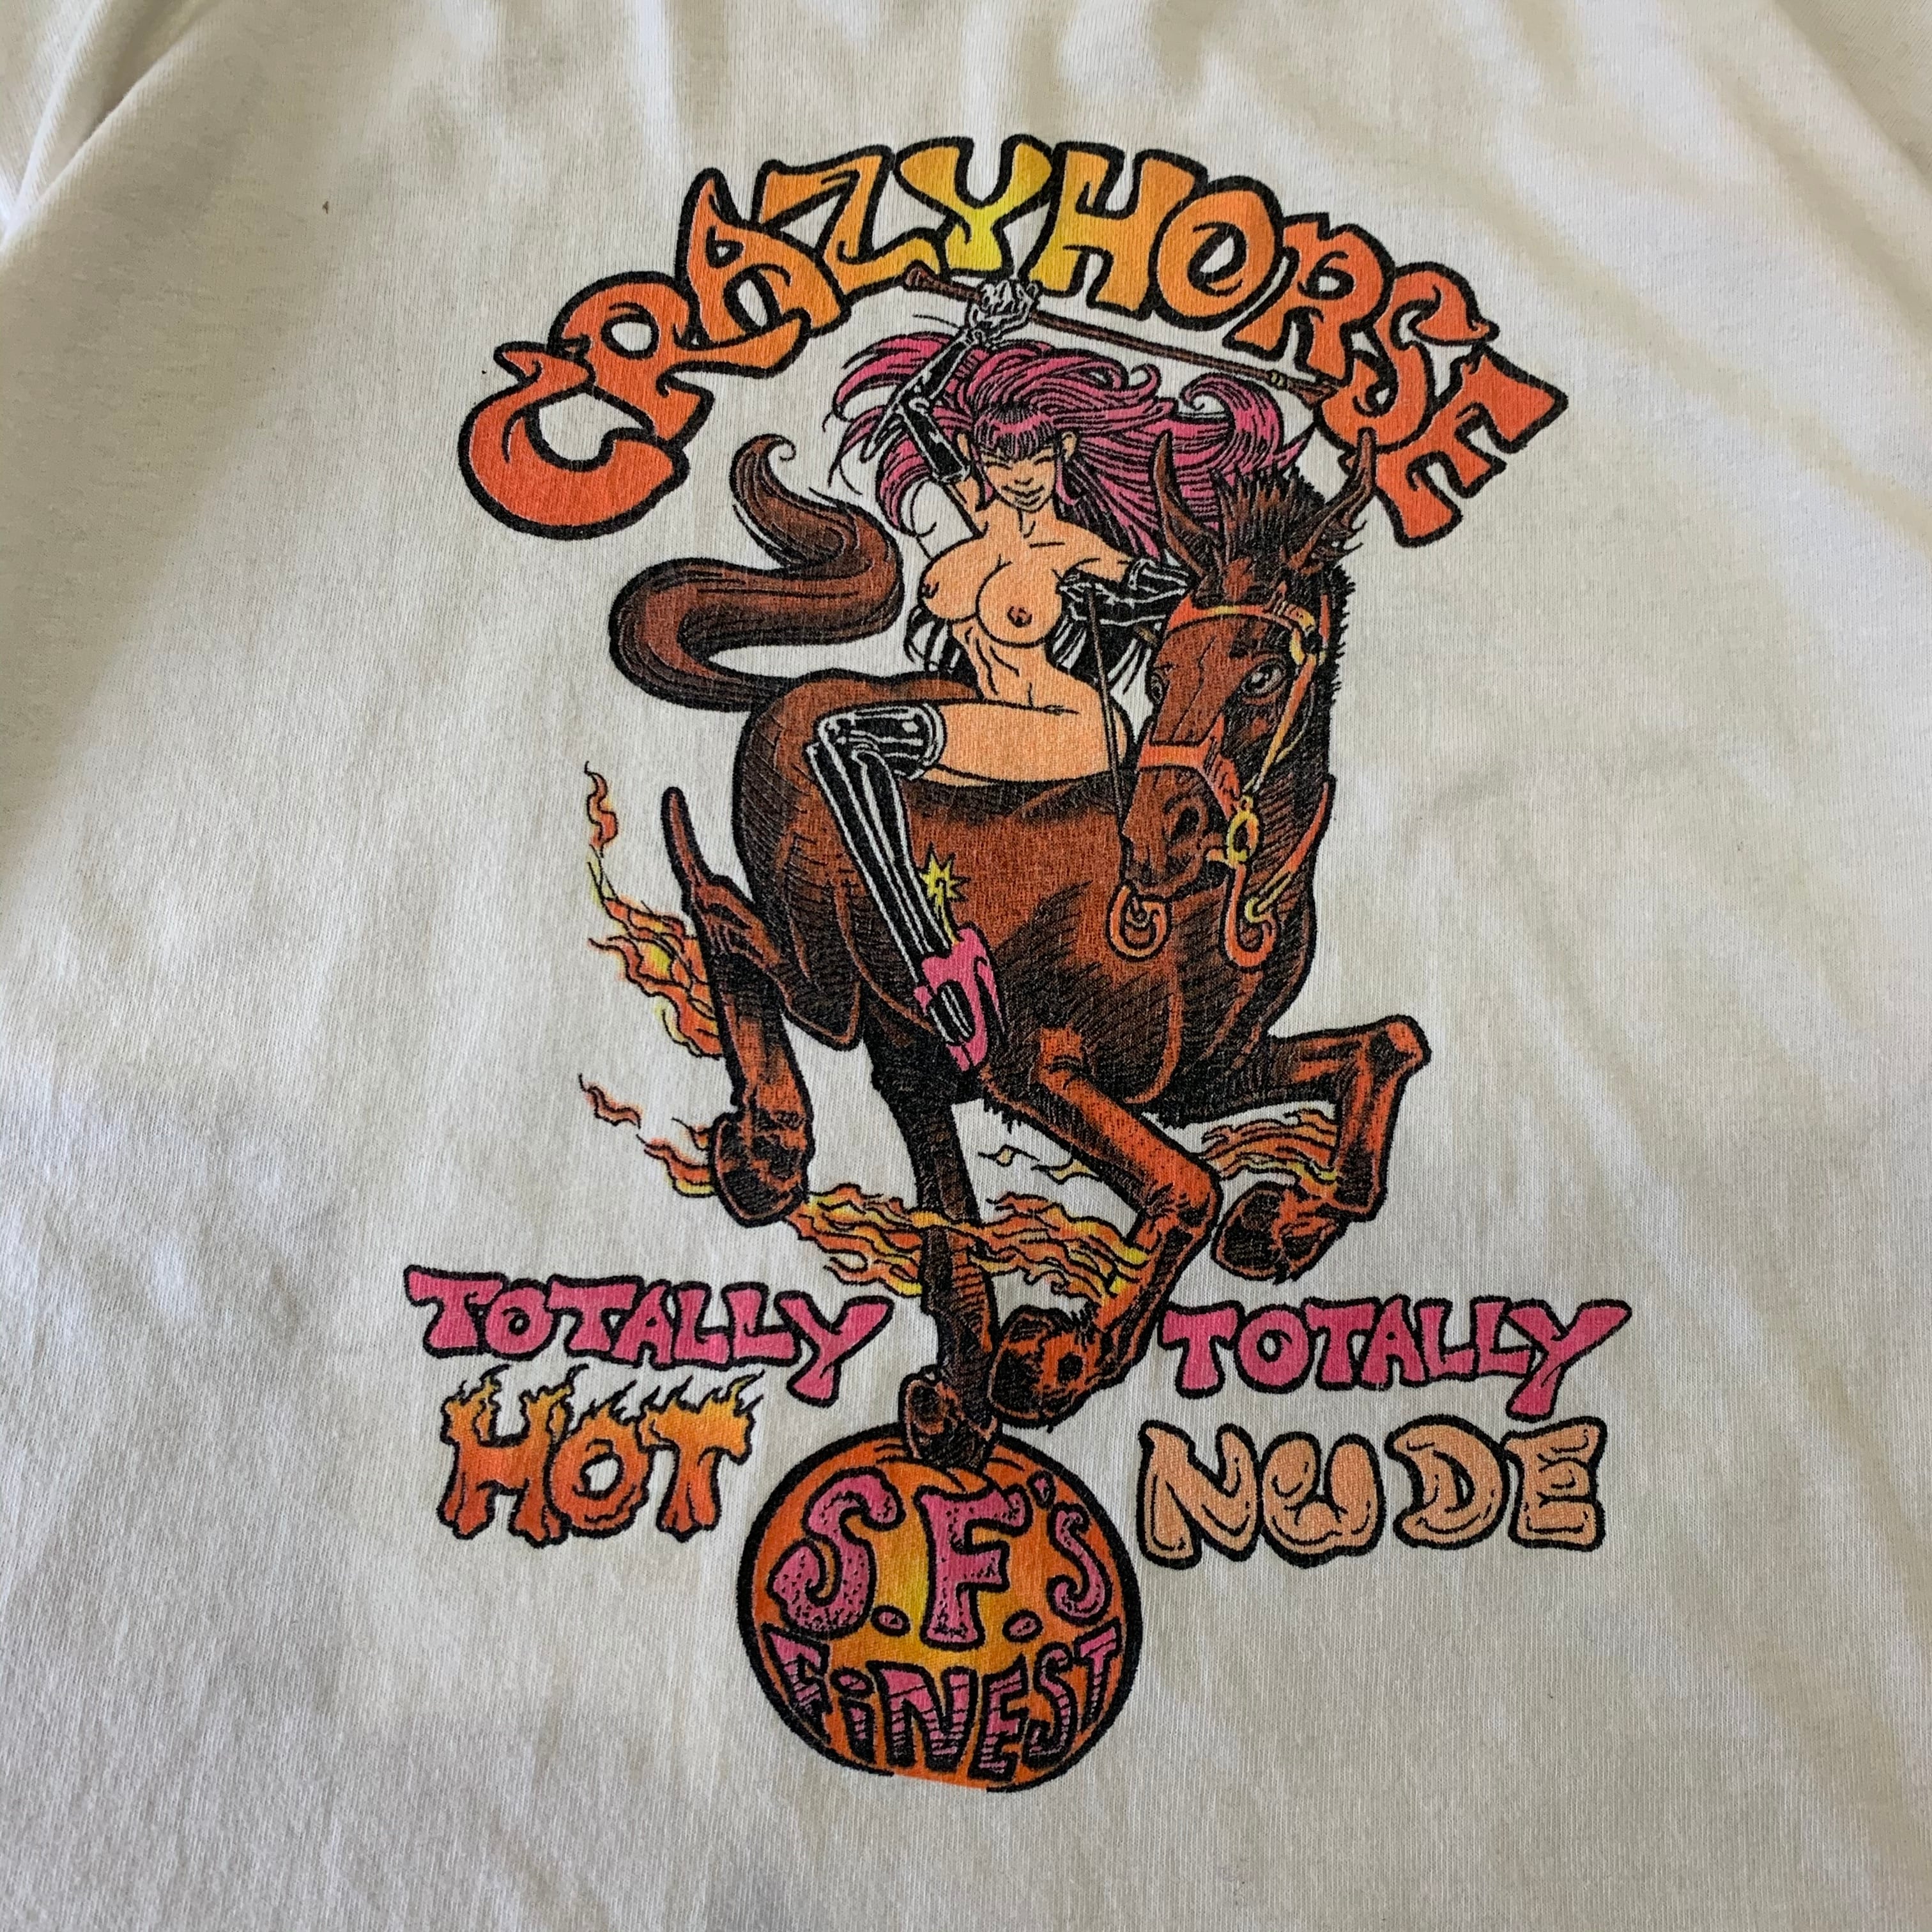 CRAZYHORSE
TOTALLY
HOT
TOTALLY
NUDE
S.F.'S
FiNEST